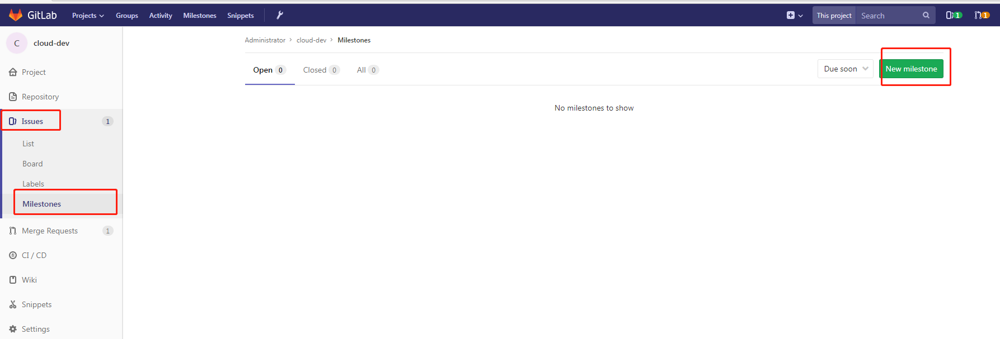 GitLab Projects Groups Activity Milestones Snippets This project Search 1 1
C cloud-dev
Administrator › cloud-dev › Milestones
Project
Open 0 Closed 0 All 0 Due soon New milestone
Repository
No milestones to show
Issues 1
List
Board
Labels
Milestones
Merge Requests 1
CI / CD
Wiki
Snippets
Settings